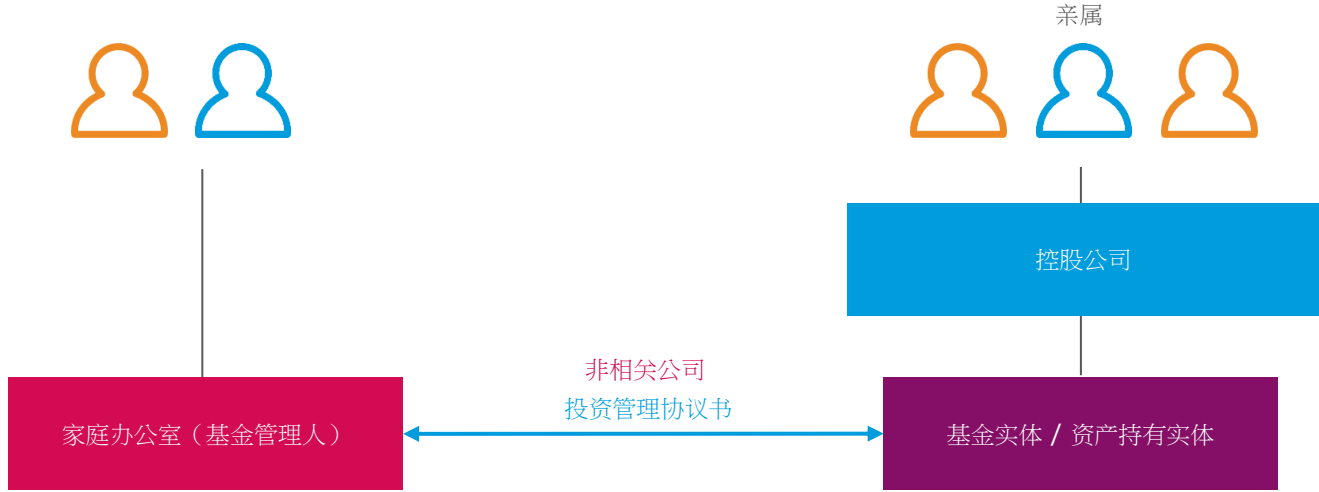 亲属
控股公司
非相关公司
投资管理协议书
家庭办公室（基金管理人）
基金实体 / 资产持有实体